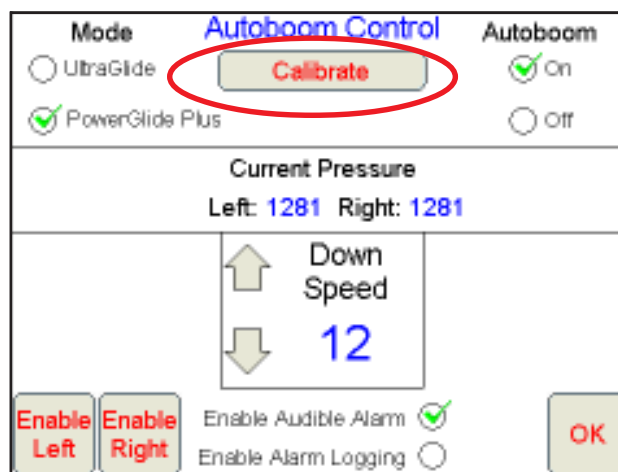 Mode Autoboom Control Autoboom
UltraGlide Calibrate On
PowerGlide Plus Off
Current Pressure
Left: 1281 Right: 1281
Down
Speed
12
Enable Left
Enable Right
Enable Audible Alarm
Enable Alarm Logging
OK